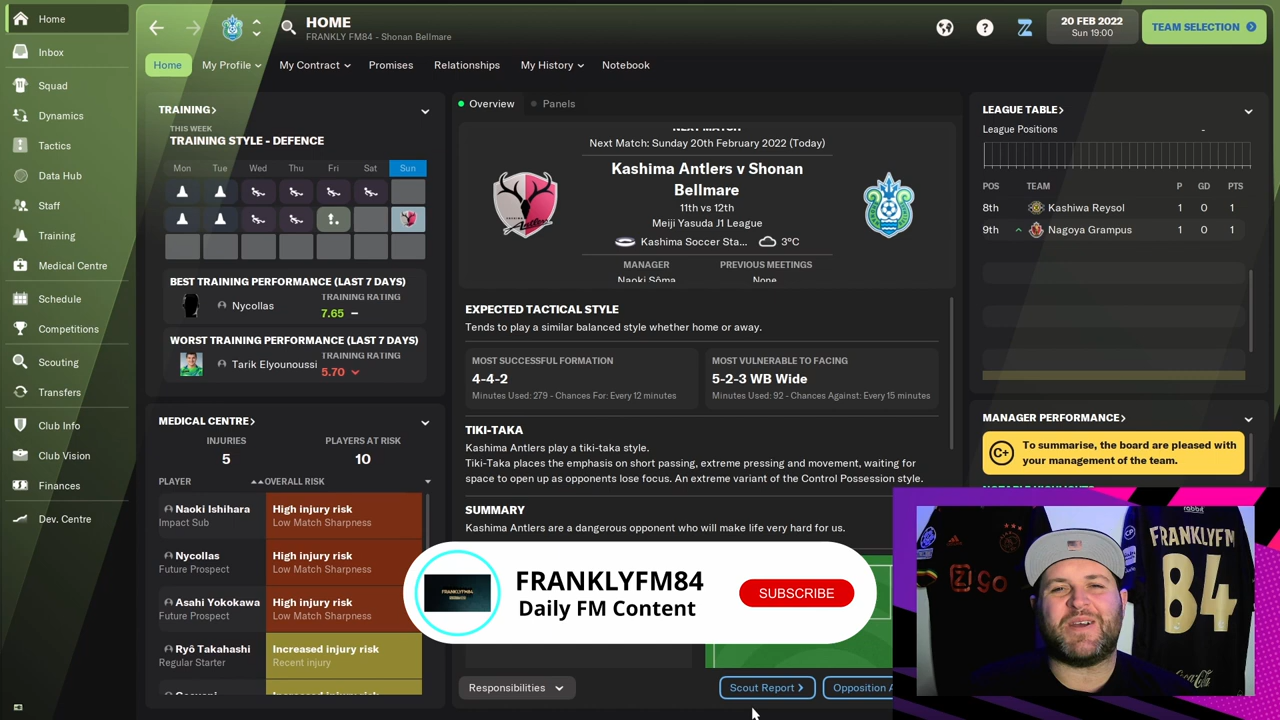 Home
Inbox
Squad
Dynamics
Tactics
Data Hub
Staff
Training
Medical Centre
Schedule
Competitions
Scouting
Transfers
Club Info
Club Vision
Finances
Dev. Centre
HOME
FRANKLY FM84 - Shonan Bellmare
20 FEB 2022
Sun 19:00
TEAM SELECTION
Home
My Profile
My Contract
Promises
Relationships
My History
Notebook
TRAINING>
THIS WEEK
TRAINING STYLE - DEFENCE
Mon Tue Wed Thu Fri Sat Sun
BEST TRAINING PERFORMANCE (LAST 7 DAYS)
Nycollas
TRAINING RATING
7.65 –
WORST TRAINING PERFORMANCE (LAST 7 DAYS)
Tarik Elyounoussi
TRAINING RATING
5.70
MEDICAL CENTRE>
INJURIES
5
PLAYERS AT RISK
10
PLAYER
OVERALL RISK
Naoki Ishihara
Impact Sub
High injury risk
Low Match Sharpness
Nycollas
Future Prospect
High injury risk
Low Match Sharpness
Asahi Yokokawa
Future Prospect
High injury risk
Low Match Sharpness
Ryô Takahashi
Regular Starter
Increased injury risk
Recent injury
Overview
Panels
NEXT MATCH
Next Match: Sunday 20th February 2022 (Today)
Kashima Antlers v Shonan
Bellmare
11th vs 12th
Meiji Yasuda J1 League
Kashima Soccer Sta...
3°C
MANAGER
Naoki Sōma
PREVIOUS MEETINGS
None
EXPECTED TACTICAL STYLE
Tends to play a similar balanced style whether home or away.
MOST SUCCESSFUL FORMATION
4-4-2
Minutes Used: 279 - Chances For: Every 12 minutes
MOST VULNERABLE TO FACING
5-2-3 WB Wide
Minutes Used: 92 - Chances Against: Every 15 minutes
TIKI-TAKA
Kashima Antlers play a tiki-taka style.
Tiki-Taka places the emphasis on short passing, extreme pressing and movement, waiting for
space to open up as opponents lose focus. An extreme variant of the Control Possession style.
SUMMARY
Kashima Antlers are a dangerous opponent who will make life very hard for us.
FRANKLYFM84
Daily FM Content
SUBSCRIBE
Responsibilities
Scout Report >
Opposition A
LEAGUE TABLE>
League Positions
-
POS TEAM P GD PTS
8th Kashiwa Reysol 1 0 1
9th Nagoya Grampus 1 0 1
MANAGER PERFORMANCE>
C+
To summarise, the board are pleased with
your management of the team.
FRANKLYFM
84